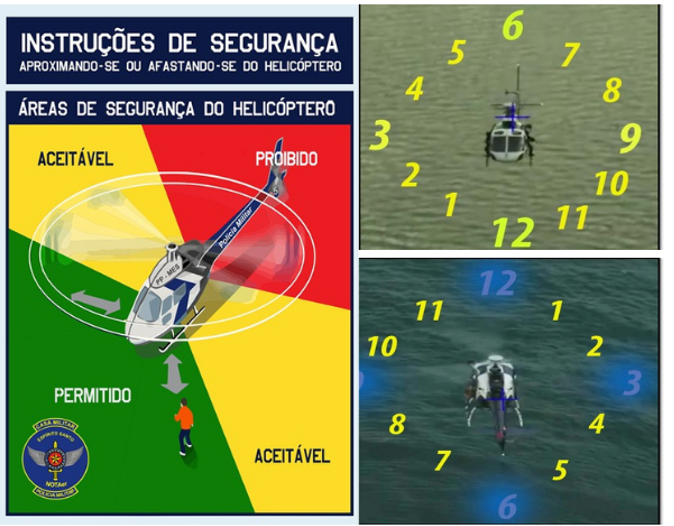 INSTRUÇÕES DE SEGURANÇA
APROXIMANDO-SE OU AFASTANDO-SE DO HELICÓPTERO
ÁREAS DE SEGURANÇA DO HELICÓPTERO
ACEITÁVEL
PROIBIDO
Polícia Militar
PP-MES
PERMITIDO
ACEITÁVEL
CASA MILITAR
ESPÍRITO SANTO
NOTAer
POLÍCIA MILITAR
6
5
7
4
8
3
9
2
10
1
11
12
12
11
1
10
2
3
8
4
7
5
6